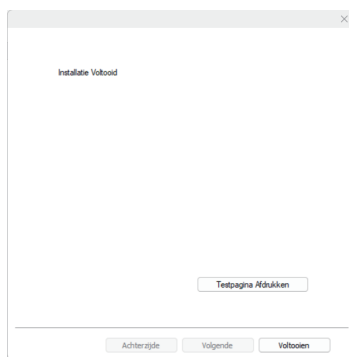 Installatie Voltooid
Testpagina Afdrukken
Achterzijde
Volgende
Voltooien